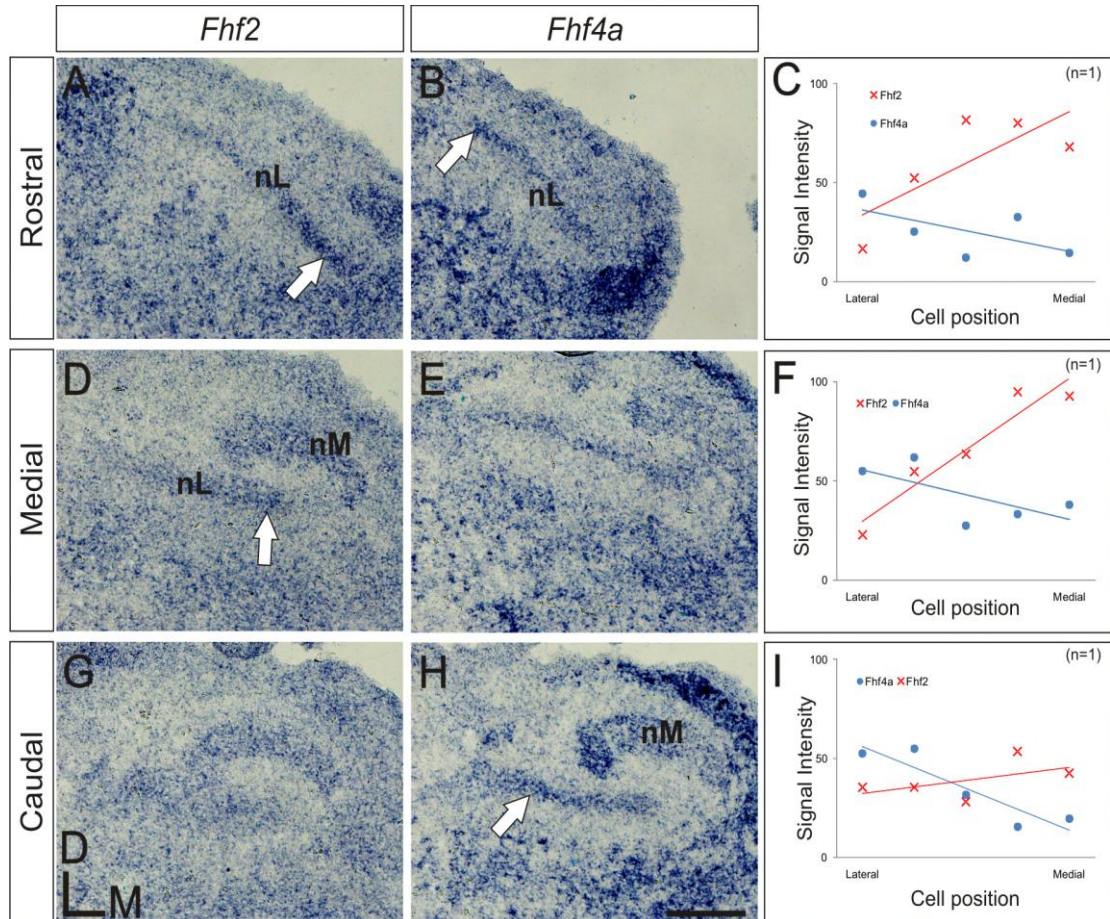 Fhf2
Fhf4a
Rostral
A
nL
B
nL
C
(n=1)
Fhf2
Fhf4a
100
50
0
Signal Intensity
Lateral
Medial
Cell position
Medial
D
nL
nM
E
F
(n=1)
Fhf2 Fhf4a
100
50
0
Signal Intensity
Lateral
Medial
Cell position
Caudal
G
D
M
H
nM
I
(n=1)
Fhf4a Fhf2
100
50
0
Signal Intensity
Lateral
Medial
Cell position